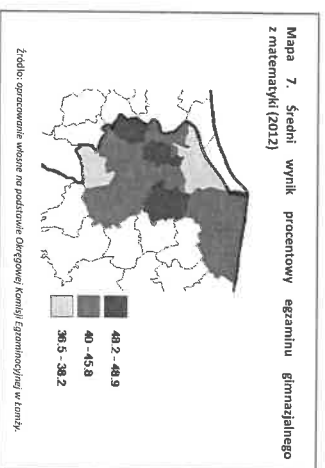 Mapa 7. Średni wynik procentowy egzaminu gimnazjalnego
z matematyki (2012)
48.2 - 48.9
40 - 45.8
36.5 - 38.2
Źródło: opracowanie własne na podstawie Okręgowej Komisji Egzaminacyjnej w Łomży.